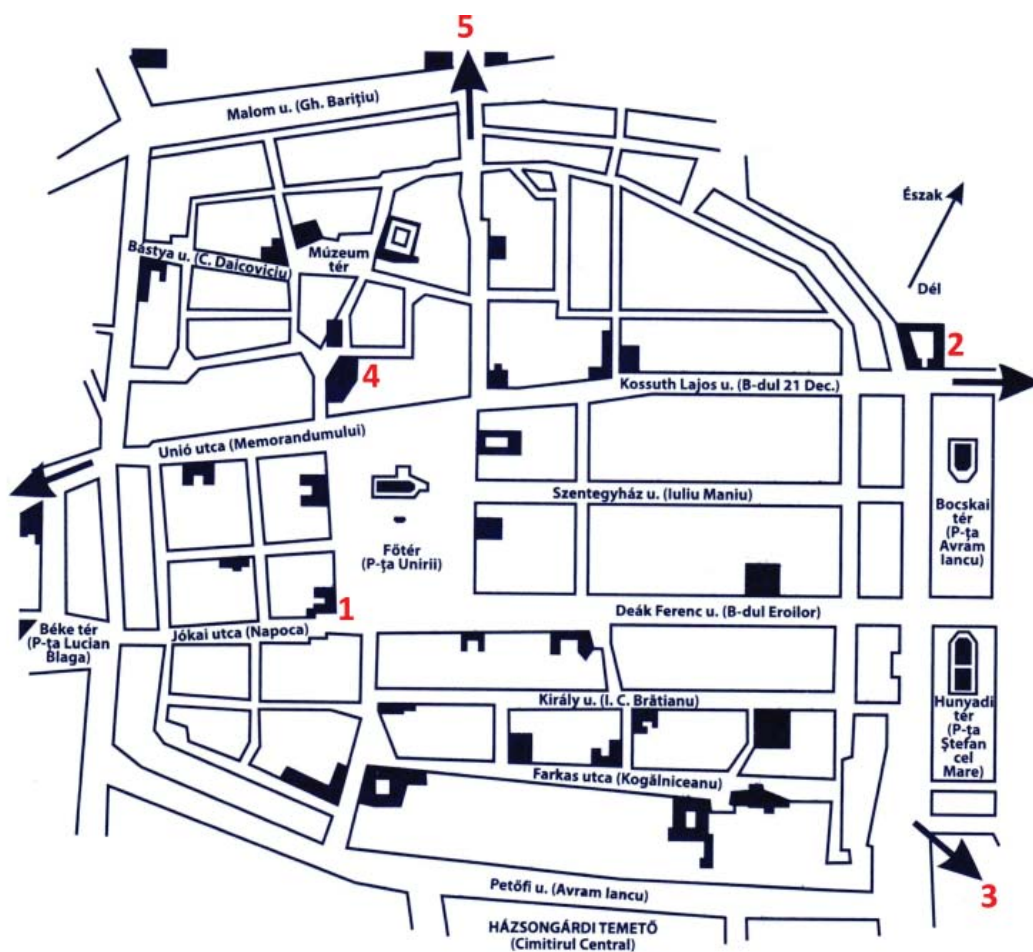 5
Malom u. (Gh. Barițiu)
Észak
Dél
Bástya u. (C. Daicoviciu)
Múzeum
tér
2
4
Kossuth Lajos u. (B-dul 21 Dec.)
Unió utca (Memorandumului)
Szentegyház u. (Iuliu Maniu)
Bocskai
tér
(P-ța
Avram
Iancu)
Főtér
(P-ța Unirii)
1
Deák Ferenc u. (B-dul Eroilor)
Béke tér
(P-ța Lucian
Blaga)
Jókai utca (Napoca)
Király u. (I. C. Brătianu)
Hunyadi
tér
(P-ța
Ștefan
cel
Mare)
Farkas utca (Kogălniceanu)
3
Petőfi u. (Avram Iancu)
HÁZSONGÁRDI TEMETŐ
(Cimitirul Central)